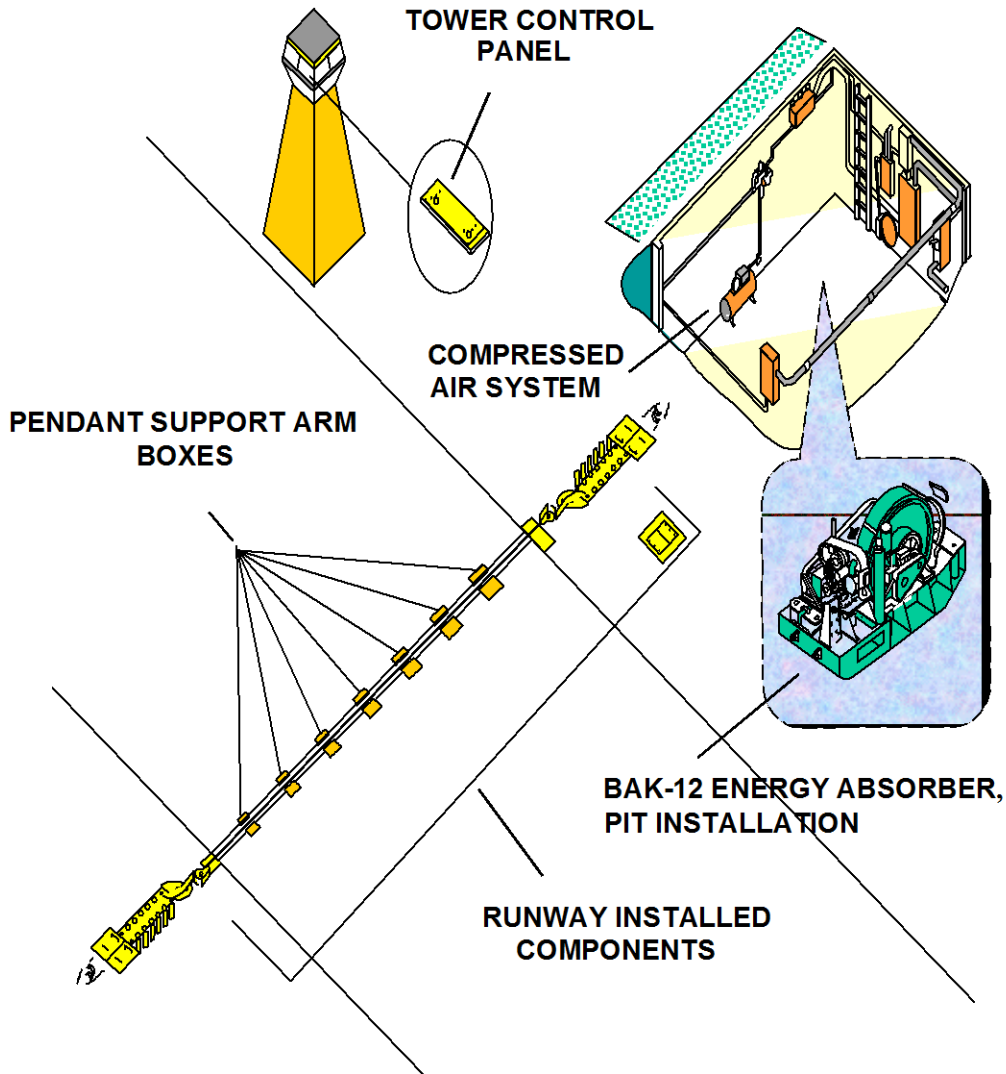 TOWER CONTROL
PANEL
COMPRESSED
AIR SYSTEM
PENDANT SUPPORT ARM
BOXES
BAK-12 ENERGY ABSORBER,
PIT INSTALLATION
RUNWAY INSTALLED
COMPONENTS